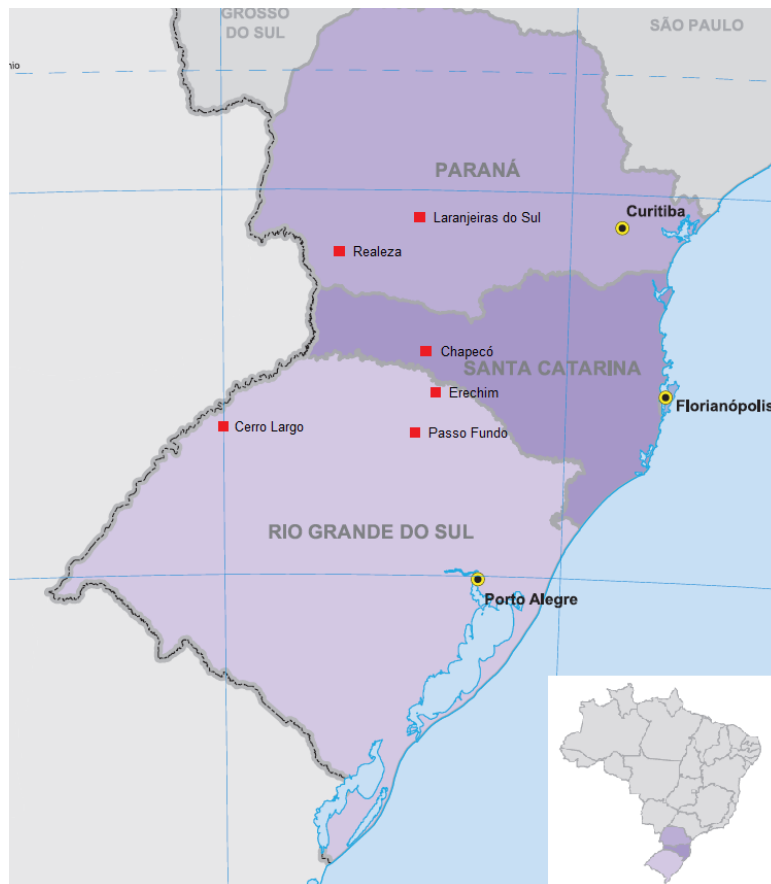 GROSSO
DO SUL
SÃO PAULO
nio
PARANÁ
Curitiba
Laranjeiras do Sul
Realeza
Chapecó
SANTA CATARINA
Erechim
Florianópolis
Cerro Largo
Passo Fundo
RIO GRANDE DO SUL
Porto Alegre